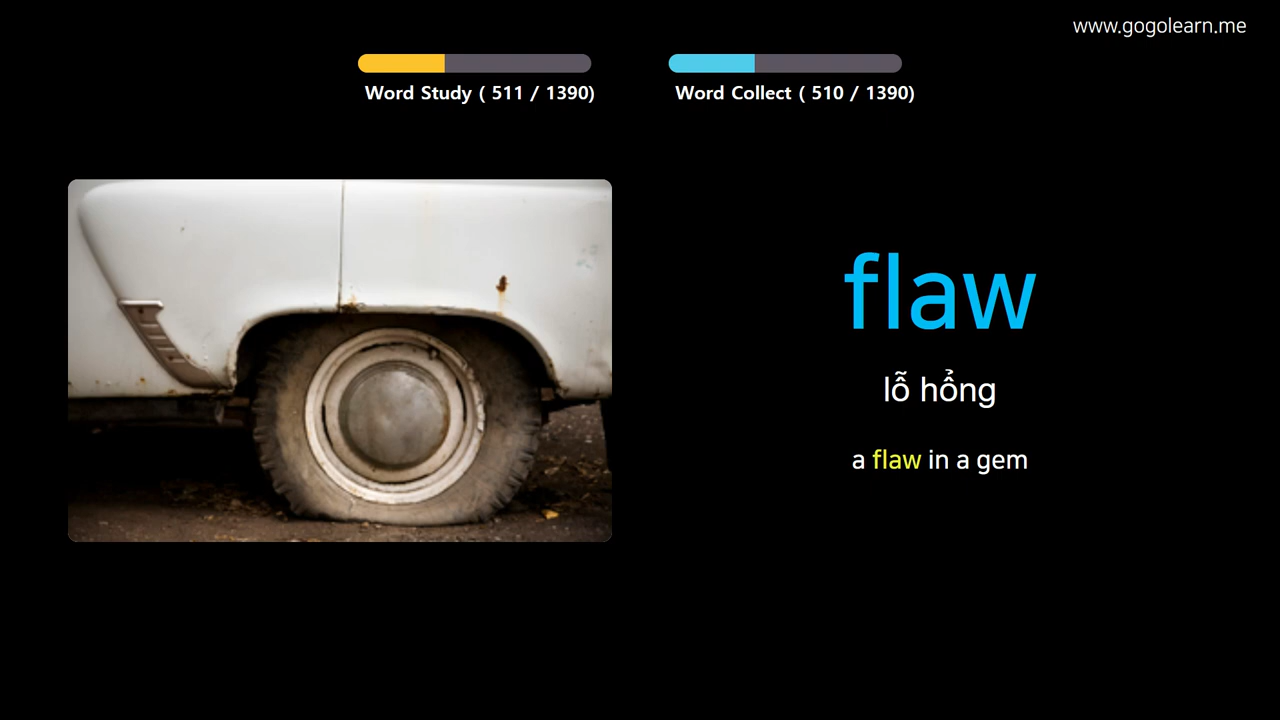 www.gogolearn.me
Word Study ( 511 / 1390)
Word Collect ( 510 / 1390)
flaw
lỗ hổng
a flaw in a gem